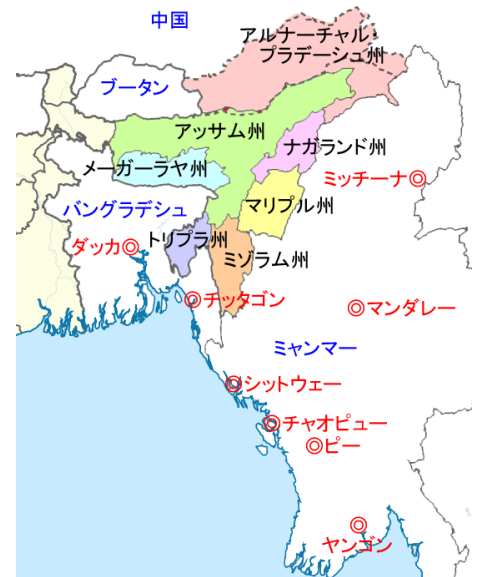 中国
アルナーチャル
プラデーシュ州
ブータン
アッサム州
ナガランド州
メーガーラヤ州
ミッチーナ
バングラデシュ
マリプル州
ダッカ
トリプラ州
ミゾラム州
チッタゴン
マンダレー
ミャンマー
シットウェー
チャオピュー
ピー
ヤンゴン